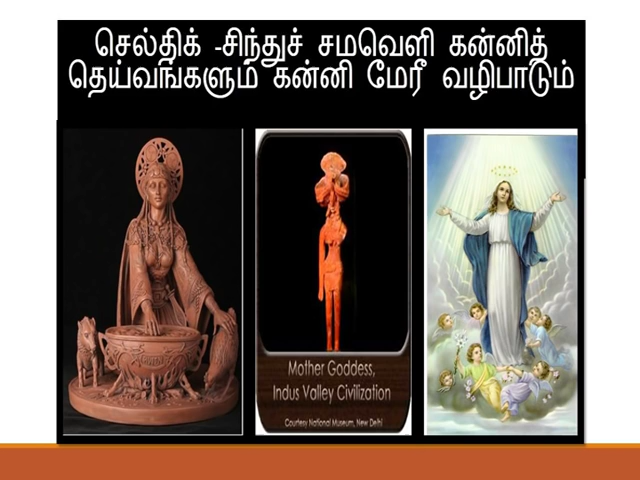 செல்திக் -சிந்துச் சமவெளி கன்னித்
தெய்வங்களும் கன்னி மேரீ வழிபாடும்
Mother Goddess,
Indus Valley Civilization
Courtesy National Museum, New Delhi